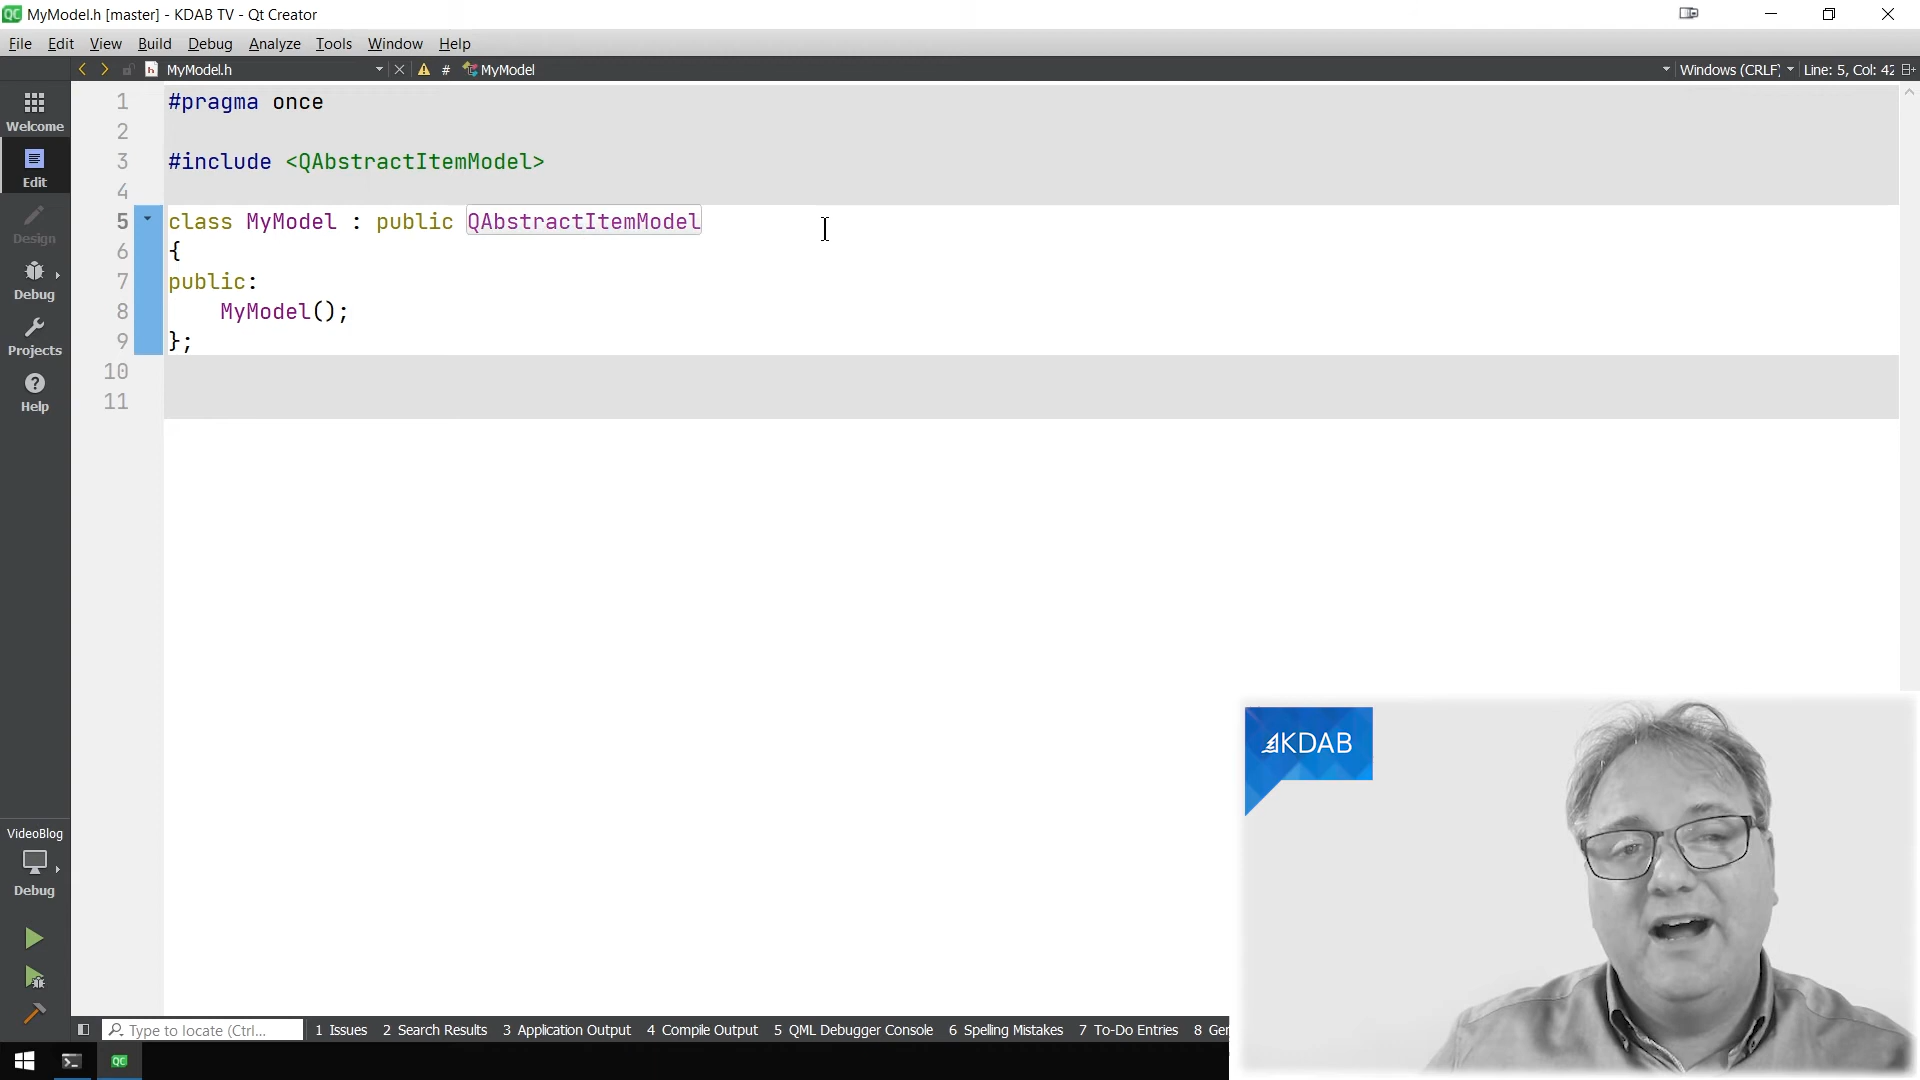 MyModel.h [master] - KDAB TV - Qt Creator
File Edit View Build Debug Analyze Tools Window Help
MyModel.h # MyModel Windows (CRLF) Line: 5, Col: 42
Welcome
Edit
Design
Debug
Projects
Help
1 #pragma once
2
3 #include <QAbstractItemModel>
4
5 class MyModel : public QAbstractItemModel
6 {
7 public:
8 MyModel();
9 };
10
11
KDAB
VideoBlog
Debug
Type to locate (Ctrl... 1 Issues 2 Search Results 3 Application Output 4 Compile Output 5 QML Debugger Console 6 Spelling Mistakes 7 To-Do Entries 8 Ger
QC